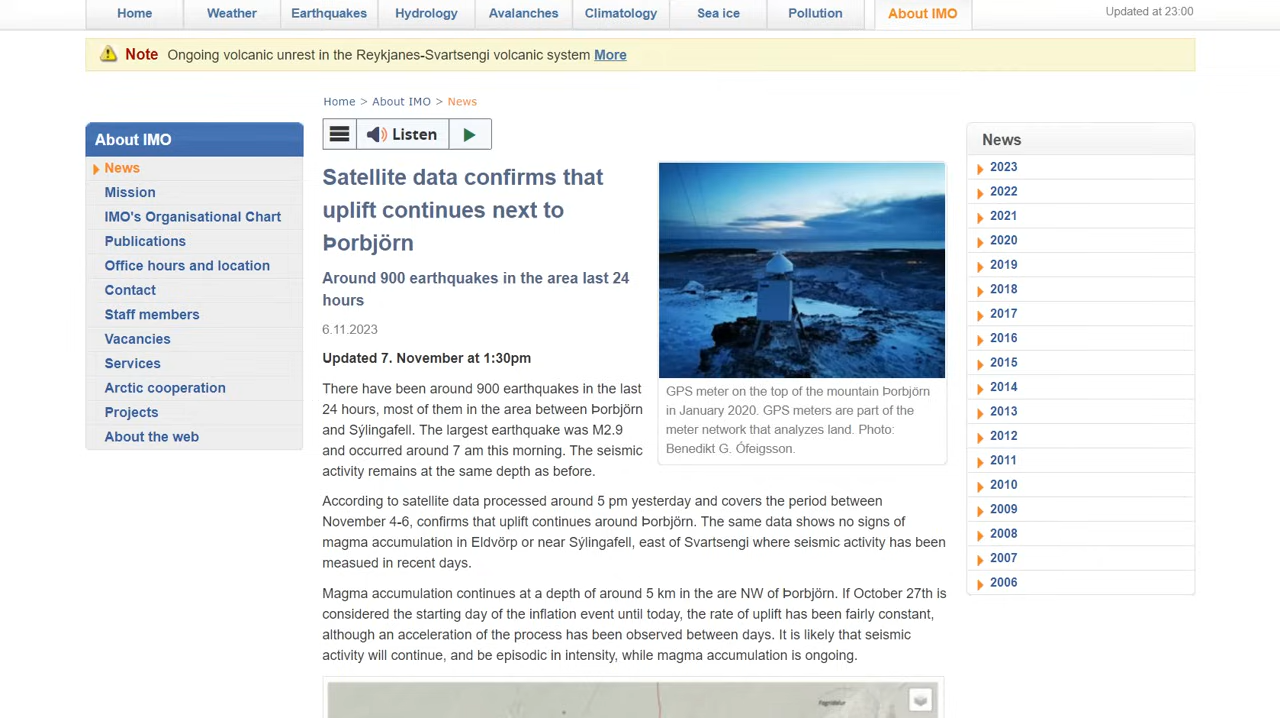 Home Weather Earthquakes Hydrology Avalanches Climatology Sea ice Pollution About IMO Updated at 23:00
Note Ongoing volcanic unrest in the Reykjanes-Svartsengi volcanic system More
Home > About IMO > News
About IMO
News
Mission
IMO's Organisational Chart
Publications
Office hours and location
Contact
Staff members
Vacancies
Services
Arctic cooperation
Projects
About the web
Listen
Satellite data confirms that
uplift continues next to
Þorbjörn
Around 900 earthquakes in the area last 24
hours
6.11.2023
Updated 7. November at 1:30pm
There have been around 900 earthquakes in the last
24 hours, most of them in the area between Þorbjörn
and Sýlingafell. The largest earthquake was M2.9
and occurred around 7 am this morning. The seismic
activity remains at the same depth as before.
GPS meter on the top of the mountain Þorbjörn
in January 2020. GPS meters are part of the
meter network that analyzes land. Photo:
Benedikt G. Ófeigsson.
According to satellite data processed around 5 pm yesterday and covers the period between
November 4-6, confirms that uplift continues around Þorbjörn. The same data shows no signs of
magma accumulation in Eldvörp or near Sýlingafell, east of Svartsengi where seismic activity has been
measued in recent days.
Magma accumulation continues at a depth of around 5 km in the are NW of Þorbjörn. If October 27th is
considered the starting day of the inflation event until today, the rate of uplift has been fairly constant,
although an acceleration of the process has been observed between days. It is likely that seismic
activity will continue, and be episodic in intensity, while magma accumulation is ongoing.
News
2023
2022
2021
2020
2019
2018
2017
2016
2015
2014
2013
2012
2011
2010
2009
2008
2007
2006